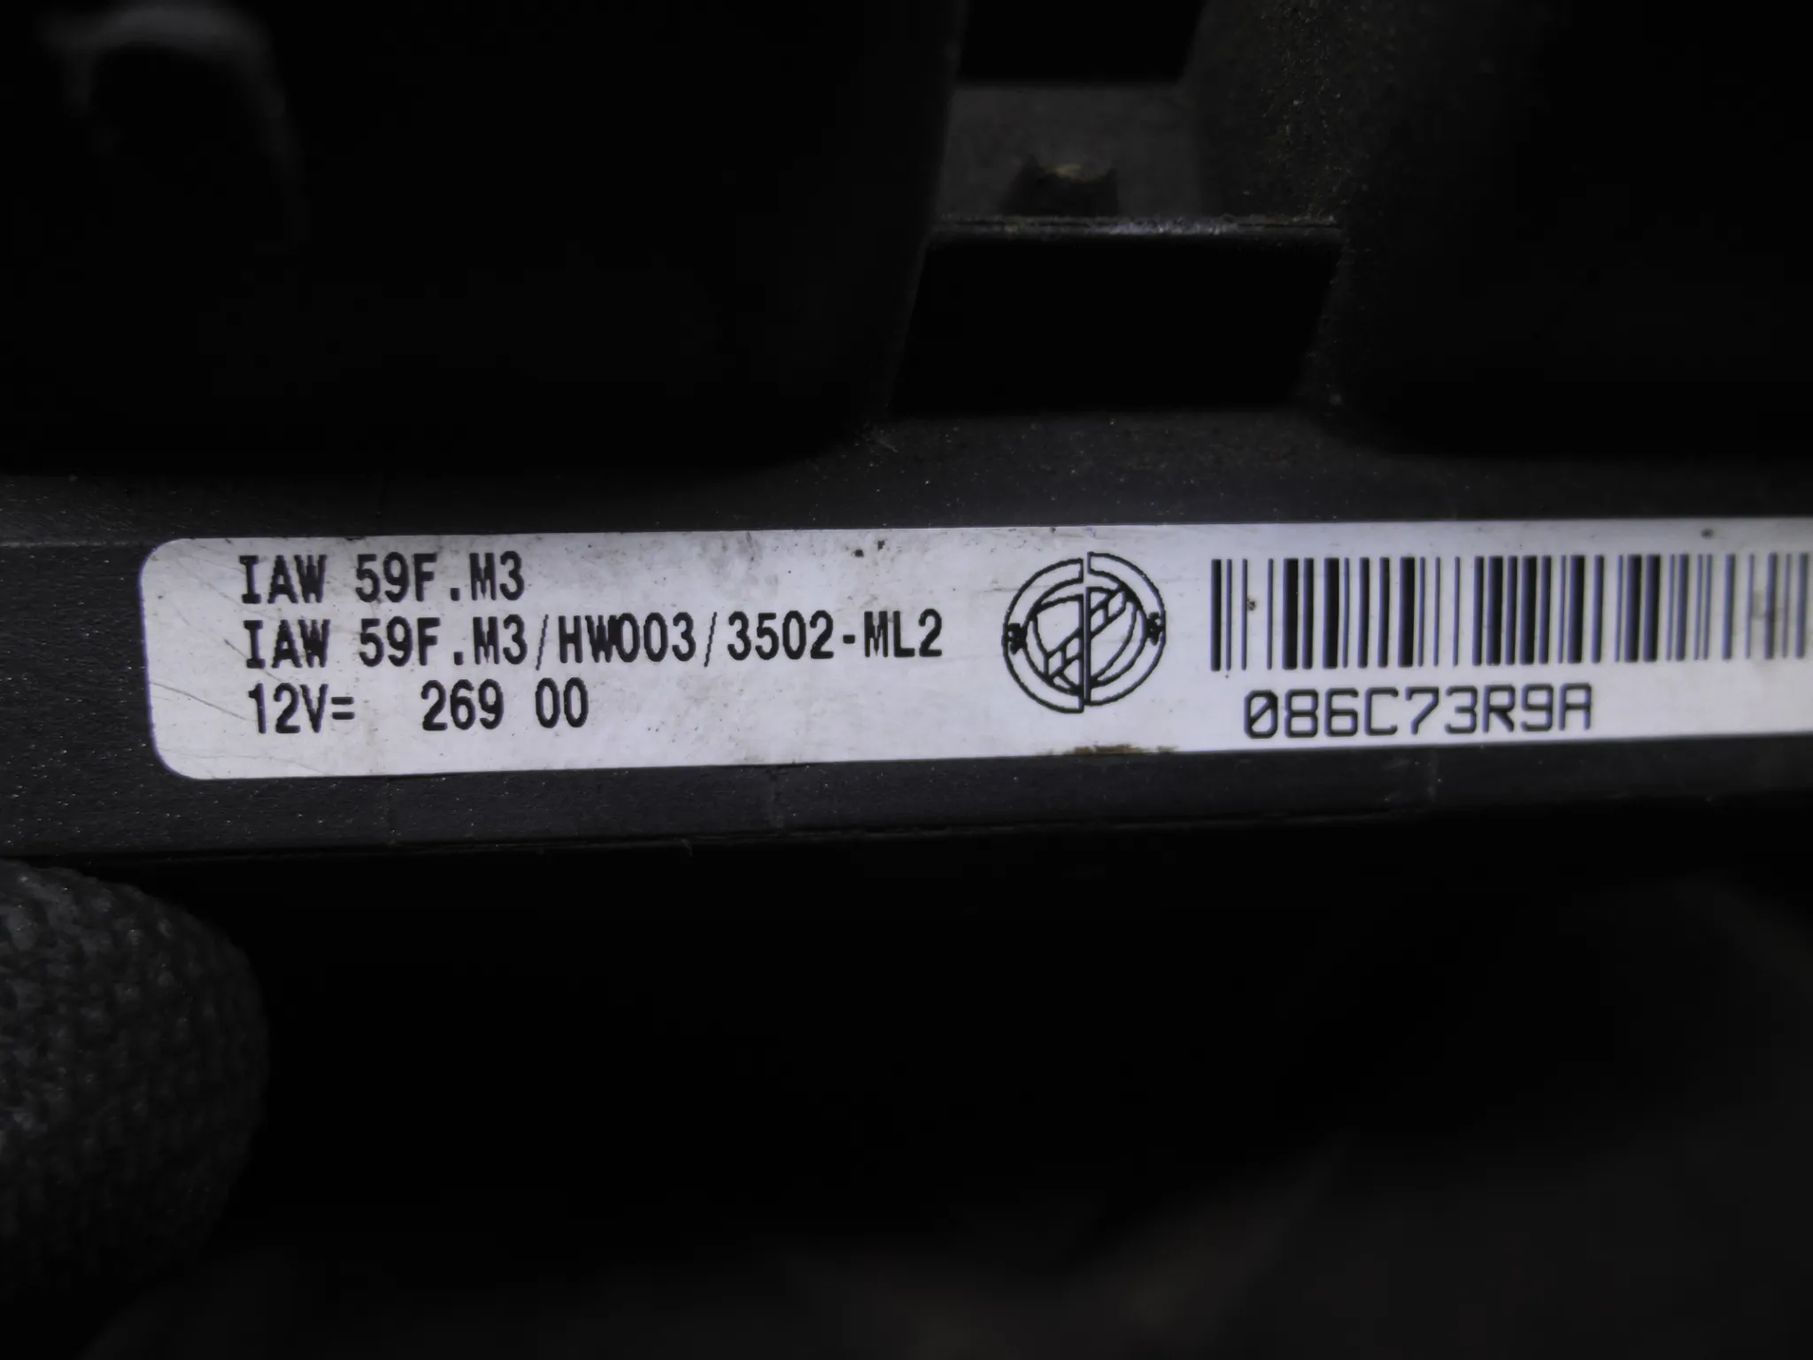 IAW 59F.M3
IAW 59F.M3/HW003/3502-ML2
12V= 269 00
086C73R9A